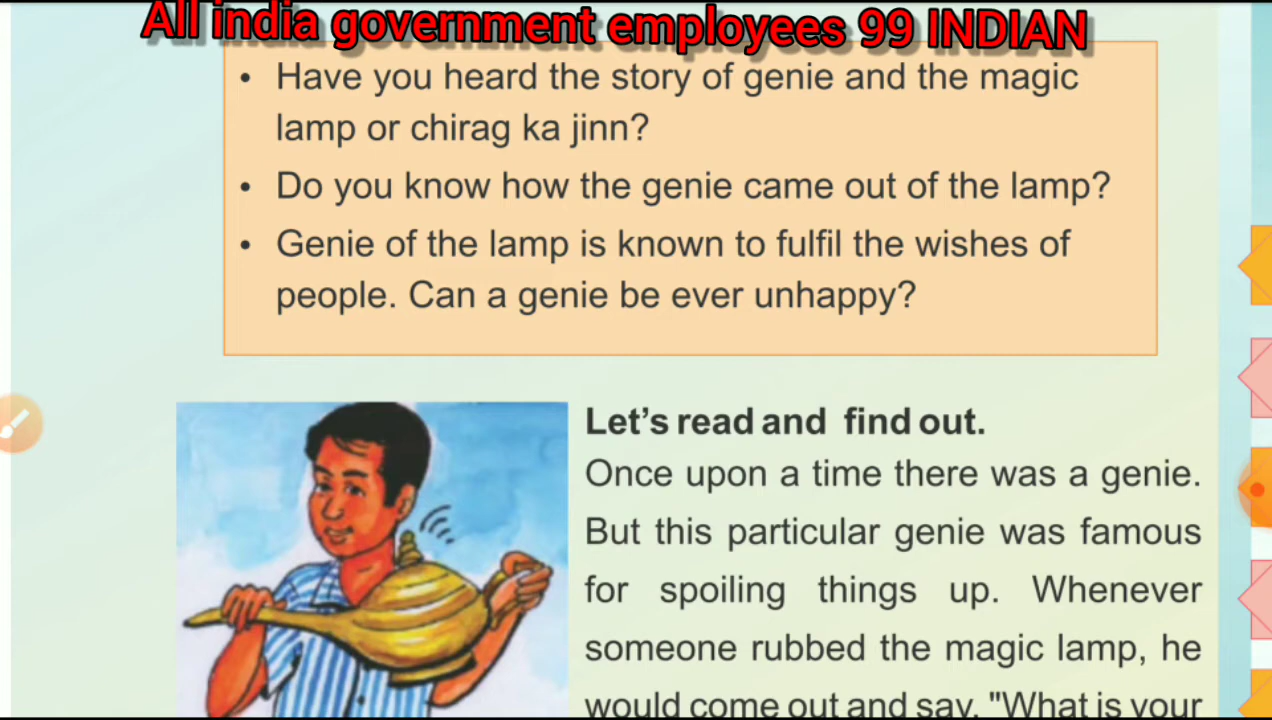 All india government employees 99 INDIAN
• Have you heard the story of genie and the magic
lamp or chirag ka jinn?
• Do you know how the genie came out of the lamp?
• Genie of the lamp is known to fulfil the wishes of
people. Can a genie be ever unhappy?
Let's read and find out.
Once upon a time there was a genie.
But this particular genie was famous
for spoiling things up. Whenever
someone rubbed the magic lamp, he
would come out and say, "What is your